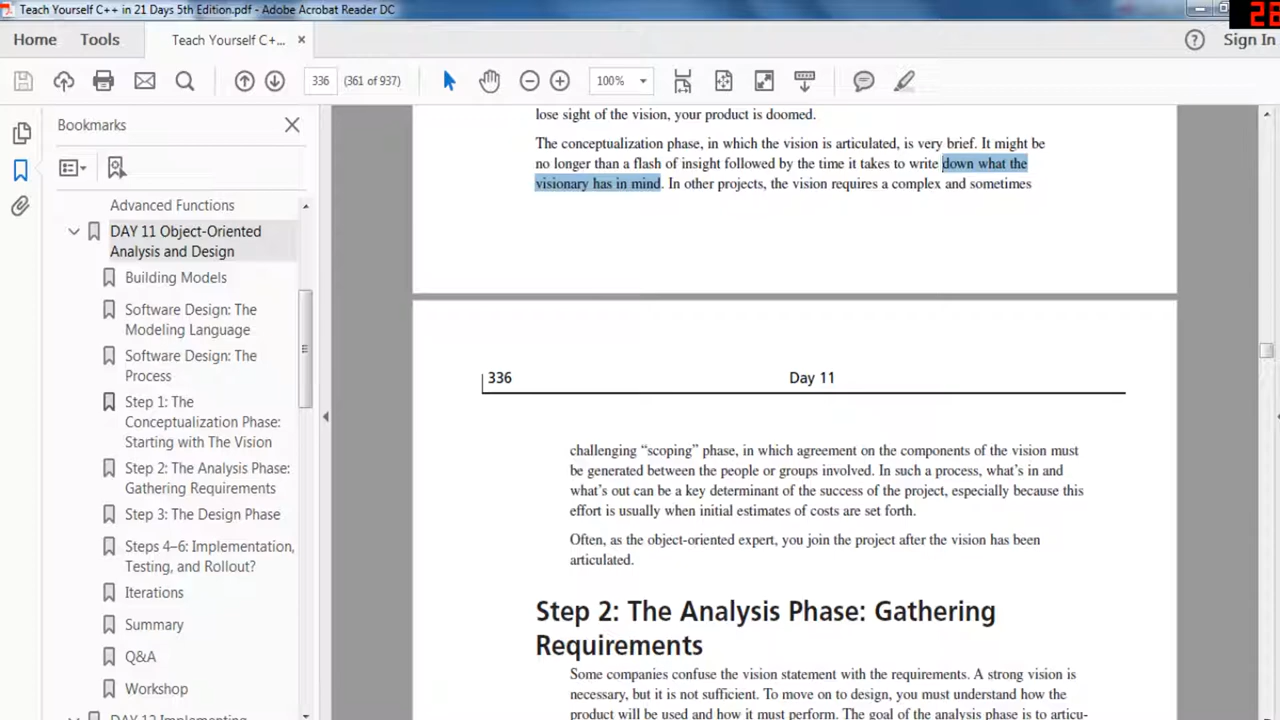 Teach Yourself C++ in 21 Days 5th Edition.pdf - Adobe Acrobat Reader DC
Home Tools Teach Yourself C++... × Sign In
336 (361 of 937) 100%
Bookmarks
Advanced Functions
DAY 11 Object-Oriented
Analysis and Design
Building Models
Software Design: The
Modeling Language
Software Design: The
Process
Step 1: The
Conceptualization Phase:
Starting with The Vision
Step 2: The Analysis Phase:
Gathering Requirements
Step 3: The Design Phase
Steps 4–6: Implementation,
Testing, and Rollout?
Iterations
Summary
Q&A
Workshop
DAY 12 Implementing
lose sight of the vision, your product is doomed.
The conceptualization phase, in which the vision is articulated, is very brief. It might be
no longer than a flash of insight followed by the time it takes to write down what the
visionary has in mind. In other projects, the vision requires a complex and sometimes
336 Day 11
challenging “scoping” phase, in which agreement on the components of the vision must
be generated between the people or groups involved. In such a process, what’s in and
what’s out can be a key determinant of the success of the project, especially because this
effort is usually when initial estimates of costs are set forth.
Often, as the object-oriented expert, you join the project after the vision has been
articulated.
Step 2: The Analysis Phase: Gathering
Requirements
Some companies confuse the vision statement with the requirements. A strong vision is
necessary, but it is not sufficient. To move on to design, you must understand how the
product will be used and how it must perform. The goal of the analysis phase is to articu-